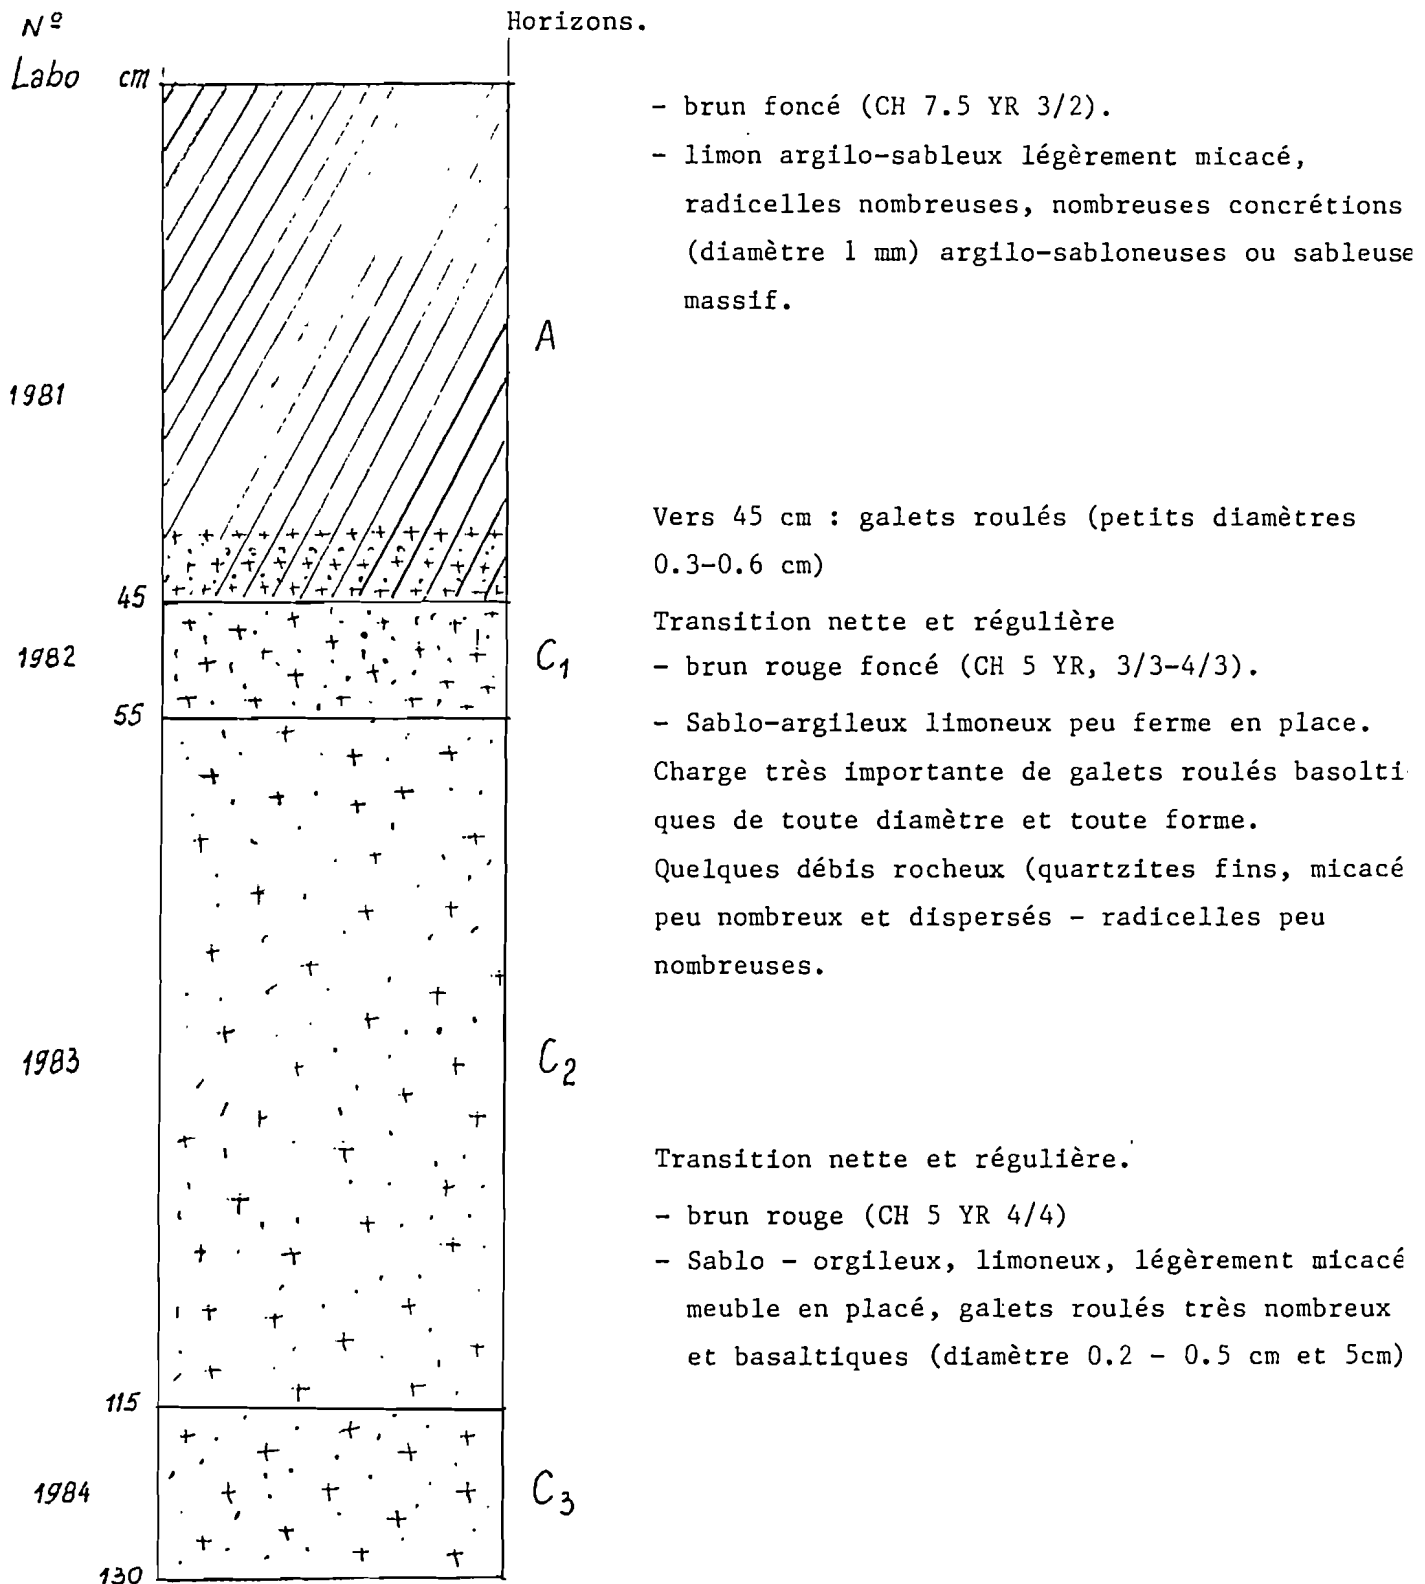 Nº Horizons.
Labo cm
- brun foncé (CH 7.5 YR 3/2).
- limon argilo-sableux légèrement micacé,
radicelles nombreuses, nombreuses concrétions
(diamètre 1 mm) argilo-sabloneuses ou sableuse
massif.
A
1981
Vers 45 cm : galets roulés (petits diamètres
0.3-0.6 cm)
45
Transition nette et régulière
1982 C₁
- brun rouge foncé (CH 5 YR, 3/3-4/3).
55
- Sablo-argileux limoneux peu ferme en place.
Charge très importante de galets roulés basolti-
ques de toute diamètre et toute forme.
Quelques débis rocheux (quartzites fins, micacé
peu nombreux et dispersés - radicelles peu
nombreuses.
1983 C₂
Transition nette et régulière.
- brun rouge (CH 5 YR 4/4)
- Sablo - orgileux, limoneux, légèrement micacé
meuble en placé, galets roulés très nombreux
et basaltiques (diamètre 0.2 - 0.5 cm et 5cm)
115
1984 C₃
130